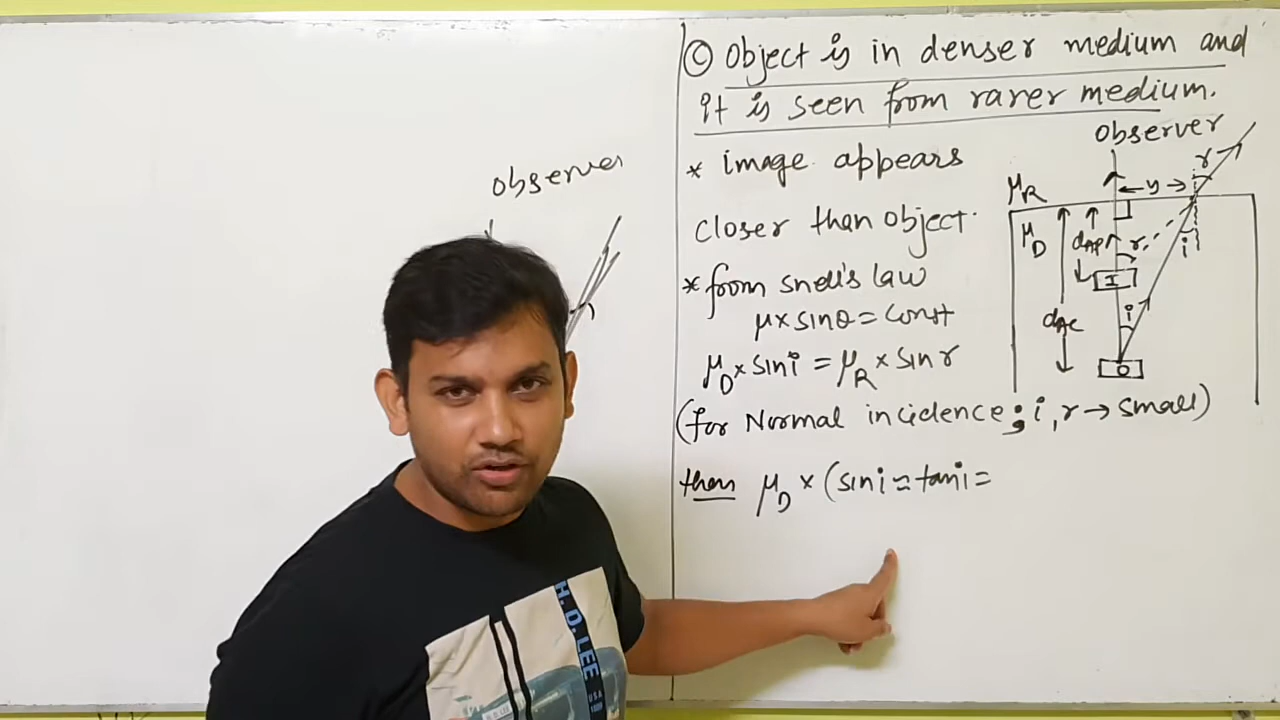 © Object is in denser medium and
it is seen from rarer medium.
observer
* image appears
closer than object.
* from snell's law
μ x sinθ = const
μD x sin i = μR x sin r
(for Normal incidence ; i, r → small)
then μD x (sin i ≈ tan i =
observer
r
μR
y
μD
dAp
r
i
I
dAc
i
O
H. D. LEE
USA